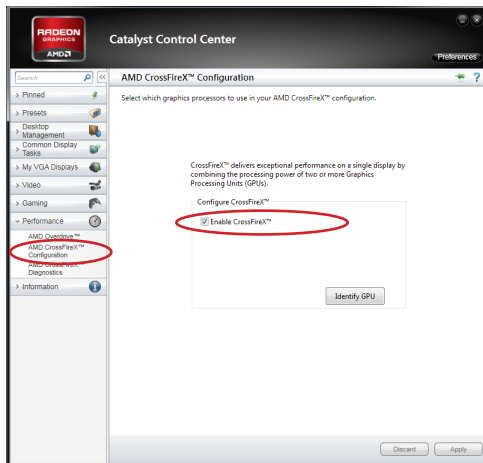 RADEON
GRAPHICS
AMD
Catalyst Control Center
Preferences
Search
AMD CrossFireX™ Configuration
Select which graphics processors to use in your AMD CrossFireX™ configuration.
Pinned
Presets
Desktop
Management
Common Display
Tasks
My VGA Displays
Video
Gaming
Performance
AMD Overdrive™
AMD CrossFireX™
Configuration
AMD CrossFireX™
Diagnostics
Information
CrossFireX™ delivers exceptional performance on a single display by
combining the processing power of two or more Graphics
Processing Units (GPUs).
Configure CrossFireX™
Enable CrossFireX™
Identify GPU
Discard
Apply